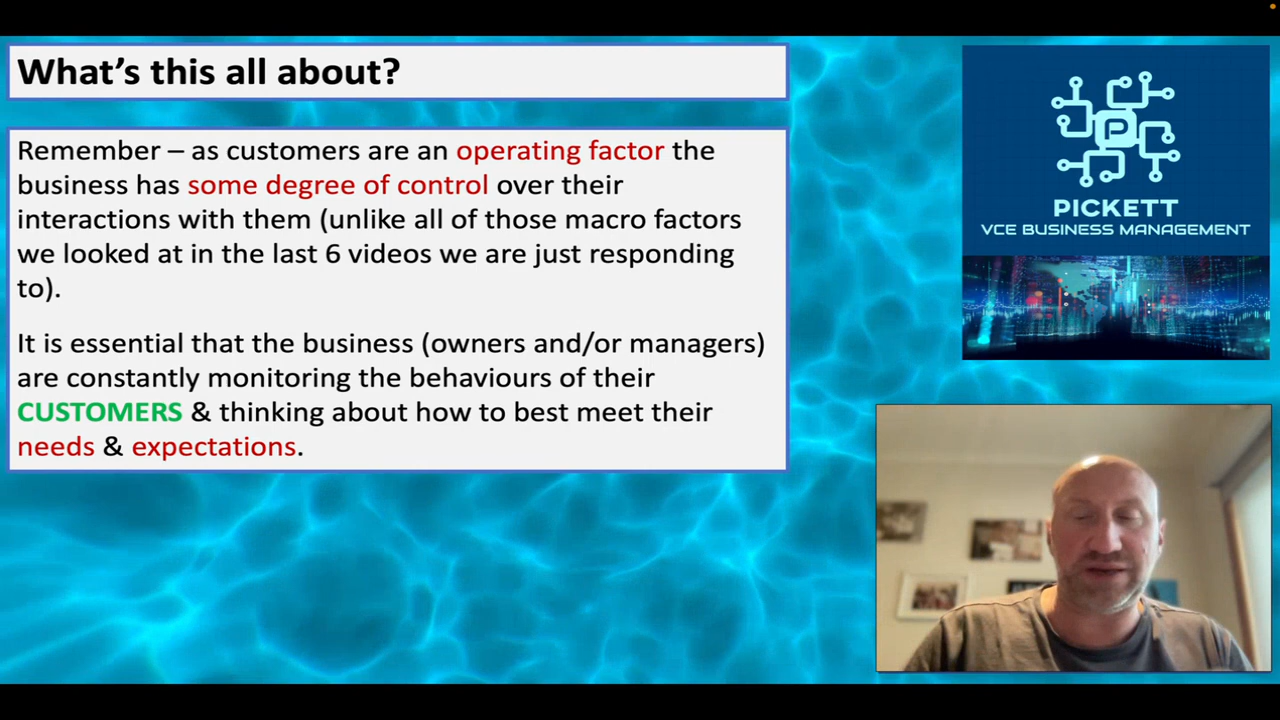 What’s this all about?
Remember – as customers are an operating factor the
business has some degree of control over their
interactions with them (unlike all of those macro factors
we looked at in the last 6 videos we are just responding
to).
It is essential that the business (owners and/or managers)
are constantly monitoring the behaviours of their
CUSTOMERS & thinking about how to best meet their
needs & expectations.
P
PICKETT
VCE BUSINESS MANAGEMENT